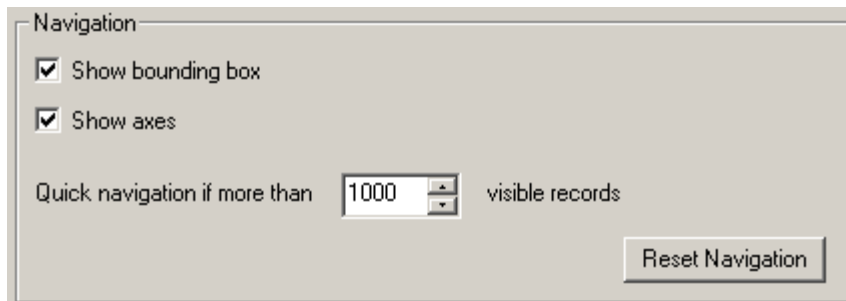 Navigation
Show bounding box
Show axes
Quick navigation if more than 1000 visible records
Reset Navigation